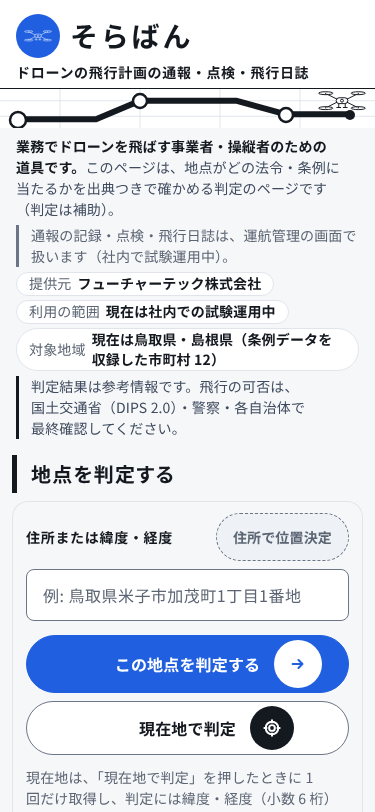 そらばん
ドローンの飛行計画の通報・点検・飛行日誌
業務でドローンを飛ばす事業者・操縦者のための
道具です。このページは、地点がどの法令・条例に
当たるかを出典つきで確かめる判定のページです
（判定は補助）。
通報の記録・点検・飛行日誌は、運航管理の画面で
扱います（社内で試験運用中）。
提供元 フューチャーテック株式会社
利用の範囲 現在は社内での試験運用中
対象地域 現在は鳥取県・島根県（条例データを
収録した市町村 12）
判定結果は参考情報です。飛行の可否は、
国土交通省（DIPS 2.0）・警察・各自治体で
最終確認してください。
地点を判定する
住所または緯度・経度 住所で位置決定
例: 鳥取県米子市加茂町1丁目1番地
この地点を判定する
現在地で判定
現在地は、「現在地で判定」を押したときに 1
回だけ取得し、判定には緯度・経度（小数 6 桁）